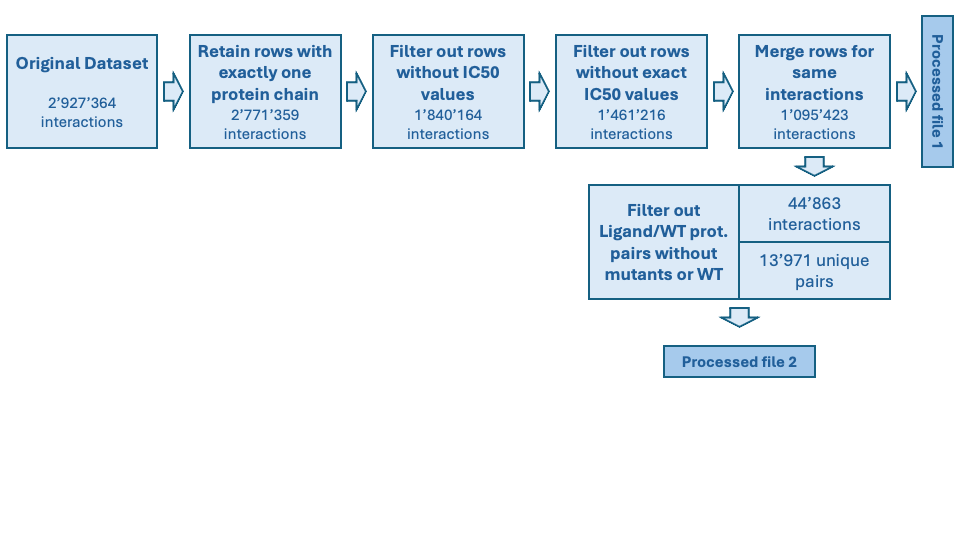 Original Dataset
2’927’364
interactions
Retain rows with
exactly one
protein chain
2’771’359
interactions
Filter out rows
without IC50
values
1’840’164
interactions
Filter out rows
without exact
IC50 values
1’461’216
interactions
Merge rows for
same
interactions
1’095’423
interactions
Processed file 1
Filter out
Ligand/WT prot.
pairs without
mutants or WT
44’863
interactions
13’971 unique
pairs
Processed file 2